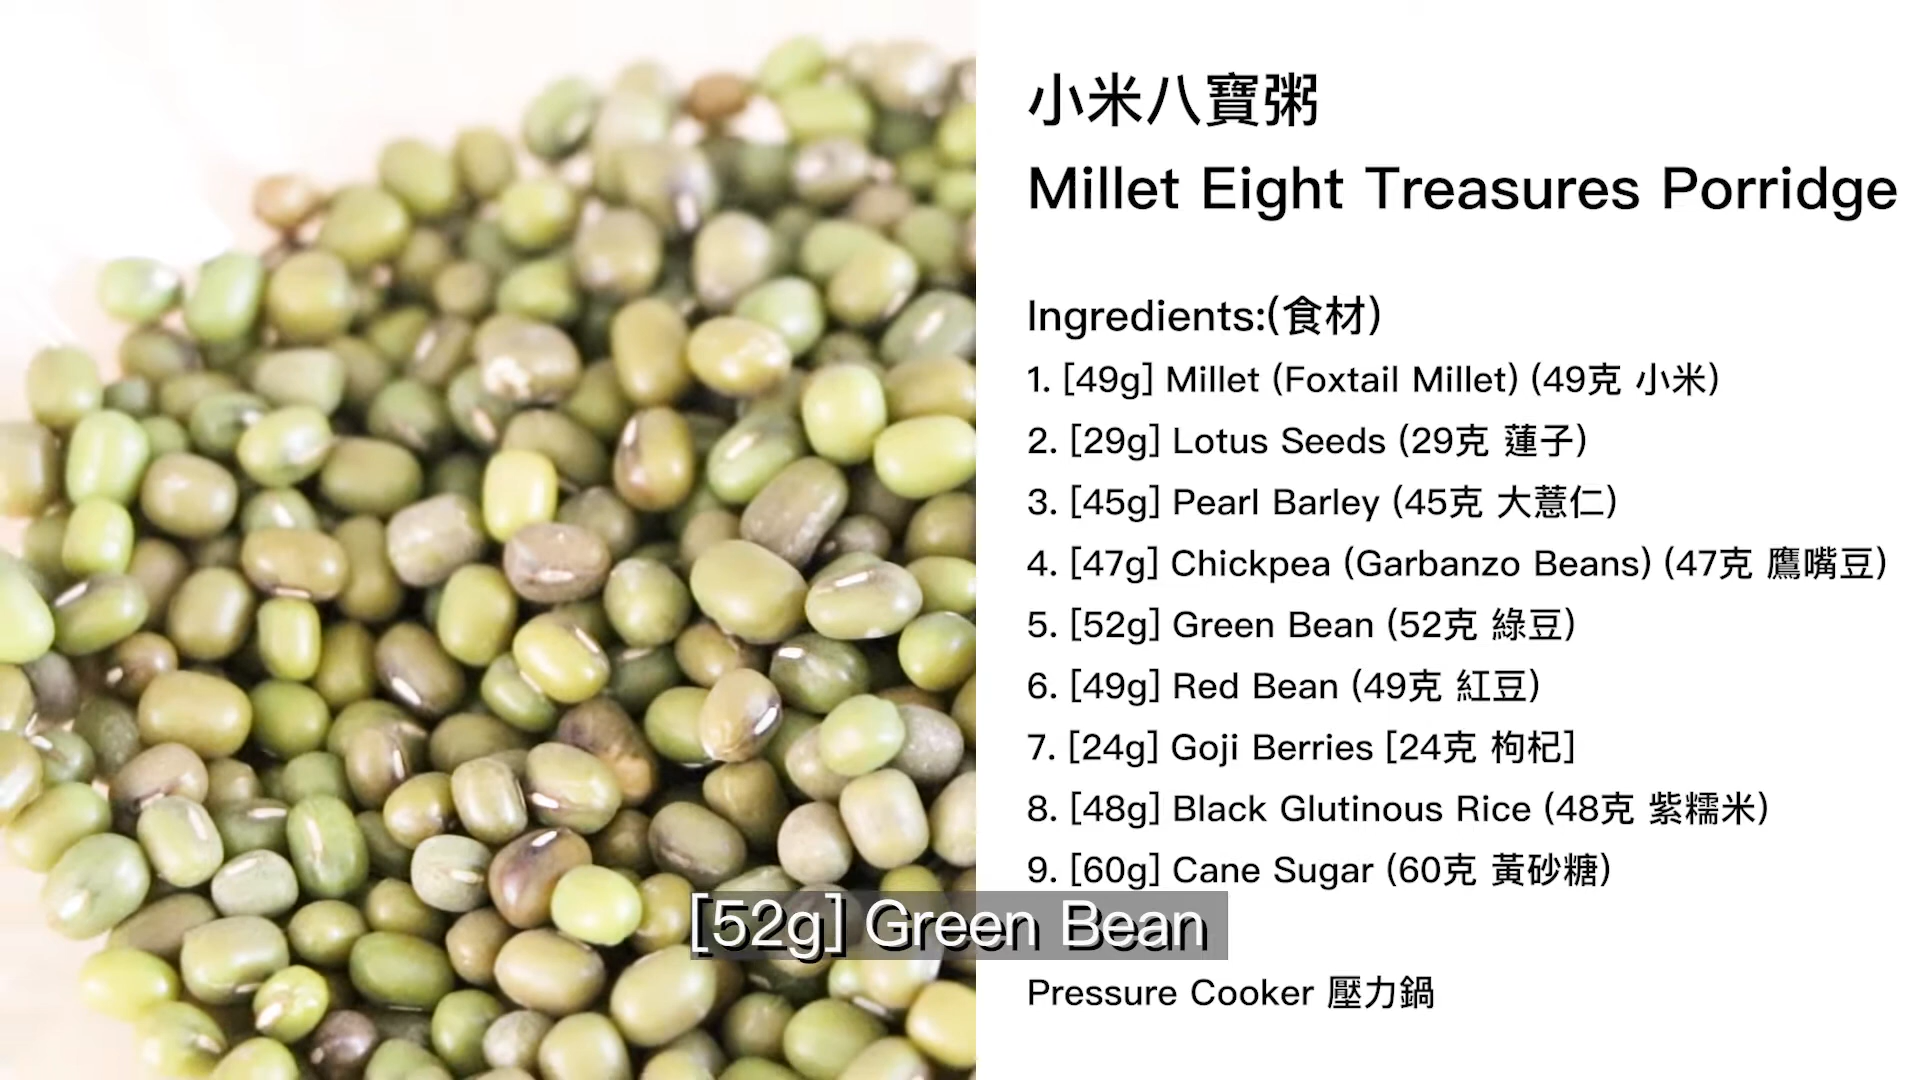 小米八寶粥
Millet Eight Treasures Porridge
Ingredients:(食材)
1. [49g] Millet (Foxtail Millet) (49克 小米)
2. [29g] Lotus Seeds (29克 蓮子)
3. [45g] Pearl Barley (45克 大薏仁)
4. [47g] Chickpea (Garbanzo Beans) (47克 鷹嘴豆)
5. [52g] Green Bean (52克 綠豆)
6. [49g] Red Bean (49克 紅豆)
7. [24g] Goji Berries [24克 枸杞]
8. [48g] Black Glutinous Rice (48克 紫糯米)
9. [60g] Cane Sugar (60克 黃砂糖)
[52g] Green Bean
Pressure Cooker 壓力鍋